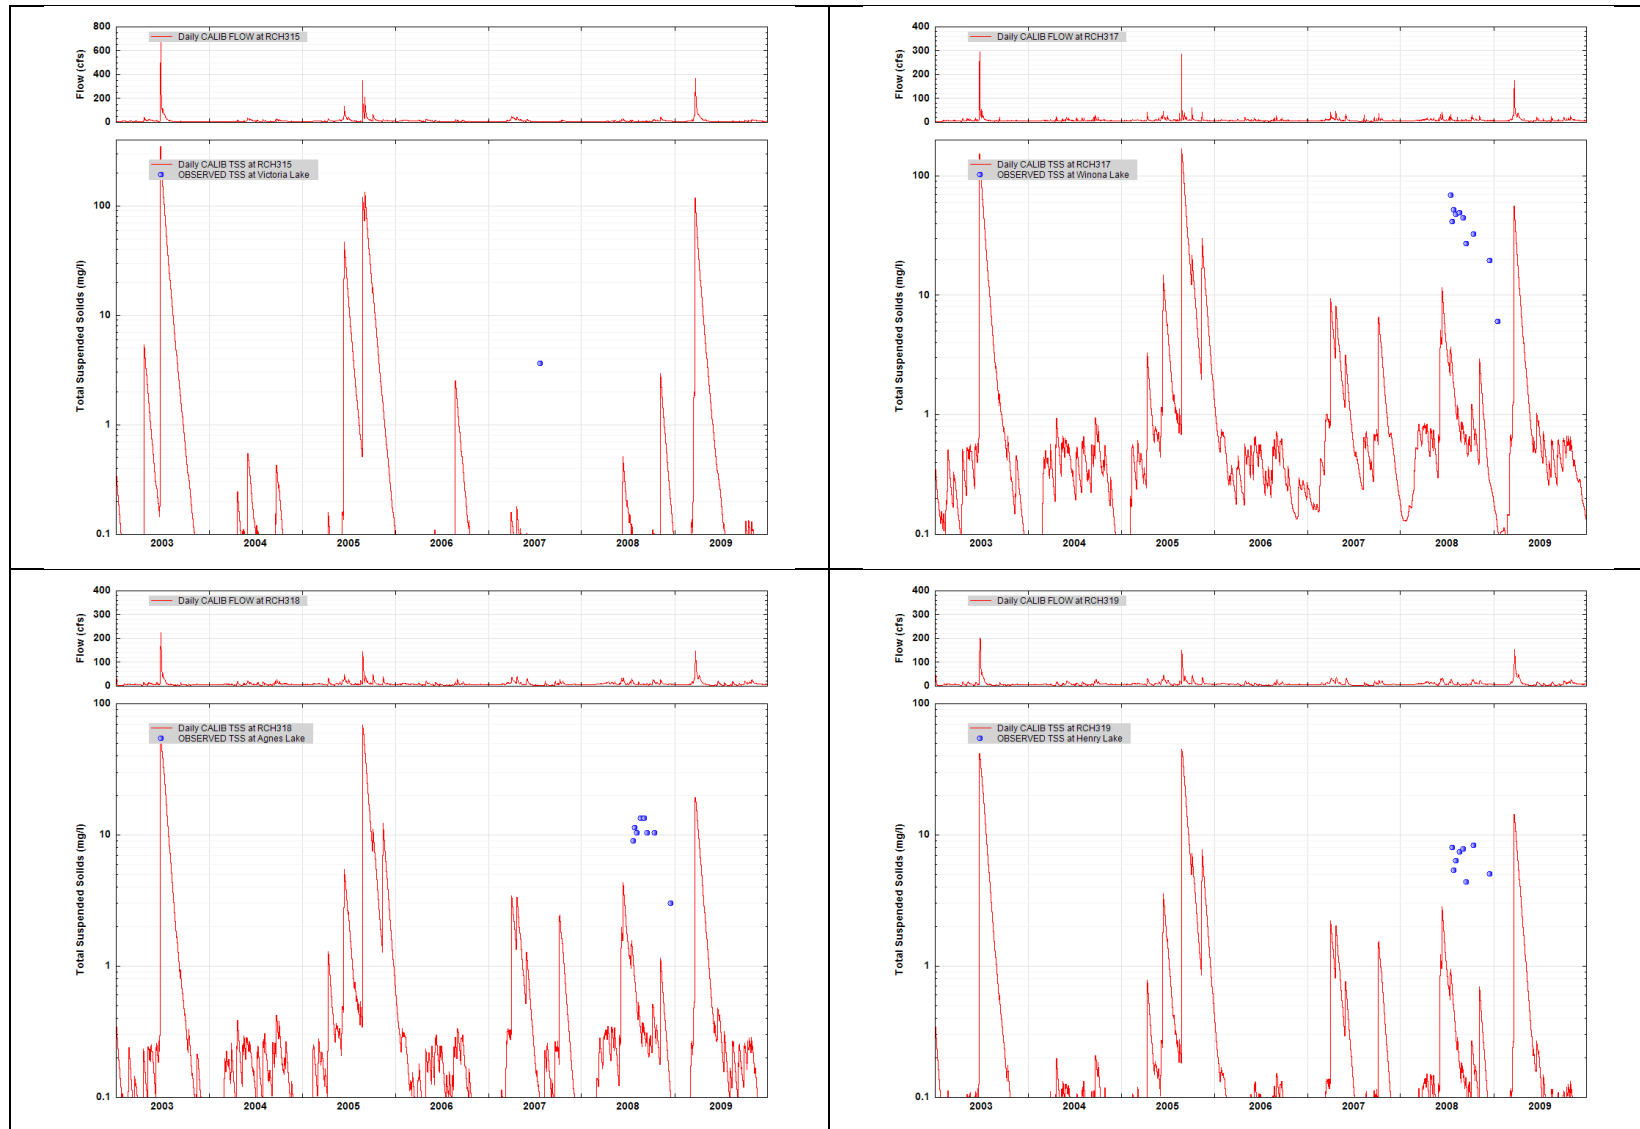 800
600
400
200
0
Flow (cfs)
Daily CALIB FLOW at RCH315
100
10
1
0.1
Total Suspended Solids (mg/l)
Daily CALIB TSS at RCH315
OBSERVED TSS at Victoria Lake
2003 2004 2005 2006 2007 2008 2009
400
300
200
100
0
Flow (cfs)
Daily CALIB FLOW at RCH317
100
10
1
0.1
Total Suspended Solids (mg/l)
Daily CALIB TSS at RCH317
OBSERVED TSS at Winona Lake
2003 2004 2005 2006 2007 2008 2009
400
300
200
100
0
Flow (cfs)
Daily CALIB FLOW at RCH318
100
10
1
0.1
Total Suspended Solids (mg/l)
Daily CALIB TSS at RCH318
OBSERVED TSS at Agnes Lake
2003 2004 2005 2006 2007 2008 2009
400
300
200
100
0
Flow (cfs)
Daily CALIB FLOW at RCH319
100
10
1
0.1
Total Suspended Solids (mg/l)
Daily CALIB TSS at RCH319
OBSERVED TSS at Henry Lake
2003 2004 2005 2006 2007 2008 2009